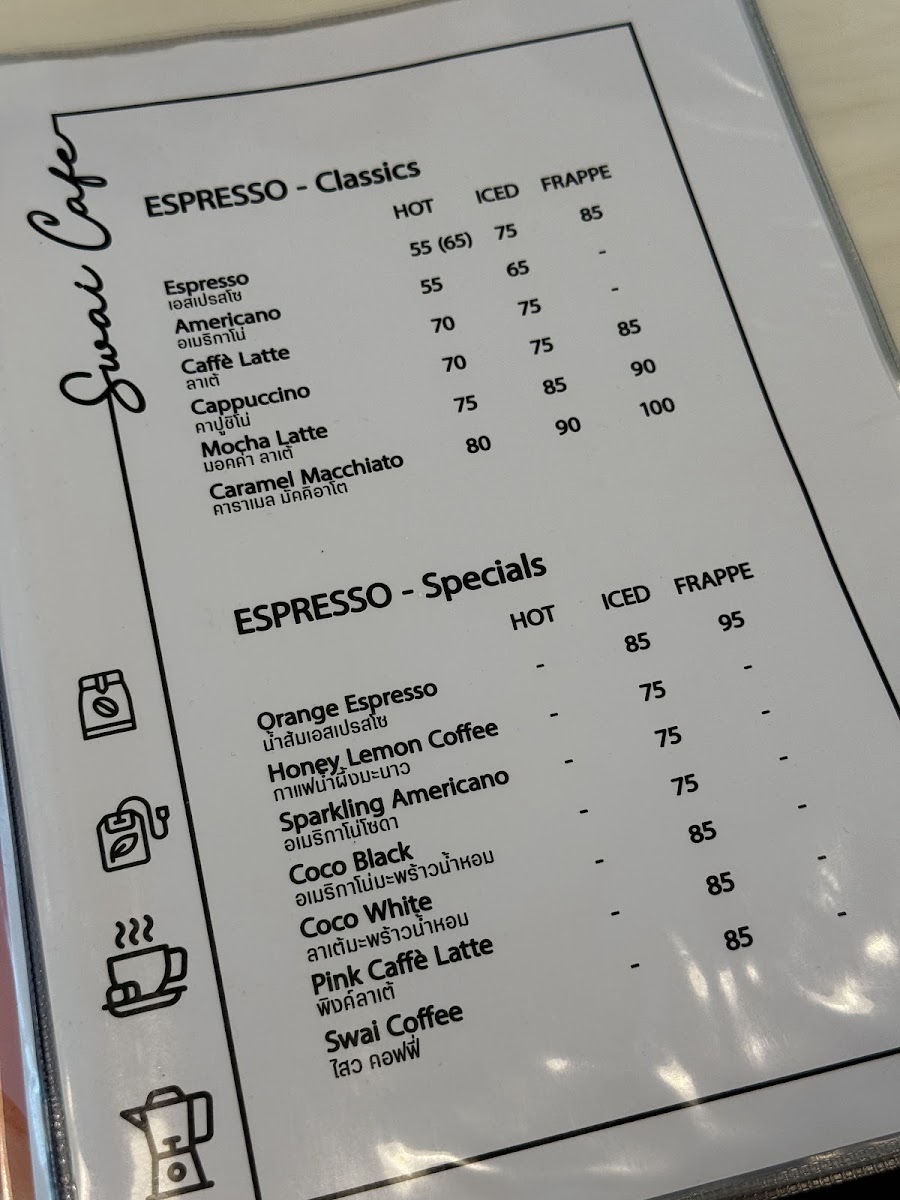 Swai Cafe
ESPRESSO - Classics
HOT ICED FRAPPE
Espresso 55 (65) 75 85
เอสเปรสโซ
Americano 55 65 -
อเมริกาโน่
Caffè Latte 70 75 -
ลาเต้
Cappuccino 70 75 85
คาปูชิโน่
Mocha Latte 75 85 90
มอคค่า ลาเต้
Caramel Macchiato 80 90 100
คาราเมล มัคคิอาโต
ESPRESSO - Specials
HOT ICED FRAPPE
Orange Espresso - 85 95
น้ำส้มเอสเปรสโซ
Honey Lemon Coffee - 75 -
กาแฟน้ำผึ้งมะนาว
Sparkling Americano - 75 -
อเมริกาโน่โซดา
Coco Black - 75 -
อเมริกาโน่มะพร้าวน้ำหอม
Coco White - 85 -
ลาเต้มะพร้าวน้ำหอม
Pink Caffè Latte - 85 -
พิงค์ลาเต้
Swai Coffee - 85 -
ไสว คอฟฟี่